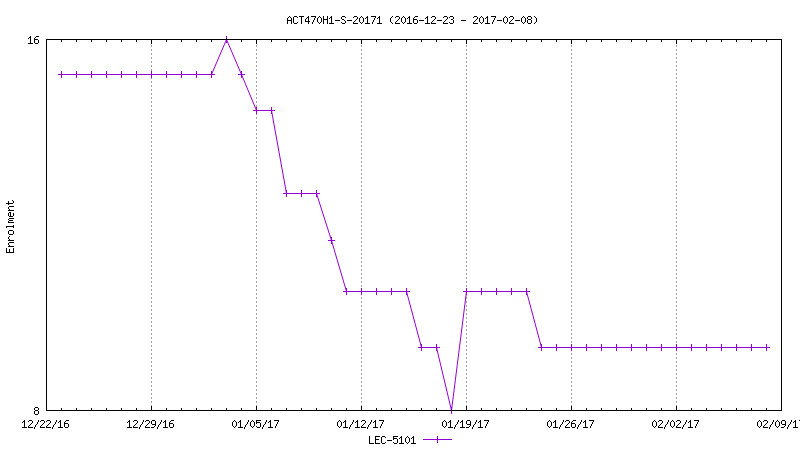 ACT470H1-S-20171 (2016-12-23 - 2017-02-08)
16
Enrolment
8
12/22/16 12/29/16 01/05/17 01/12/17 01/19/17 01/26/17 02/02/17 02/09/1
LEC-5101